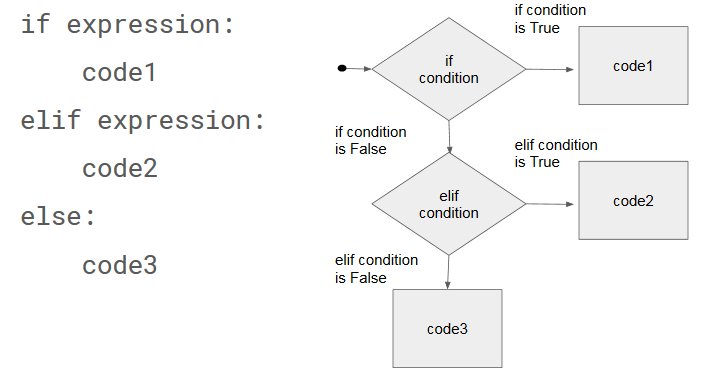 if expression:
code1
elif expression:
code2
else:
code3
if condition
is True
if
condition
code1
if condition
is False
elif condition
is True
elif
condition
code2
elif condition
is False
code3